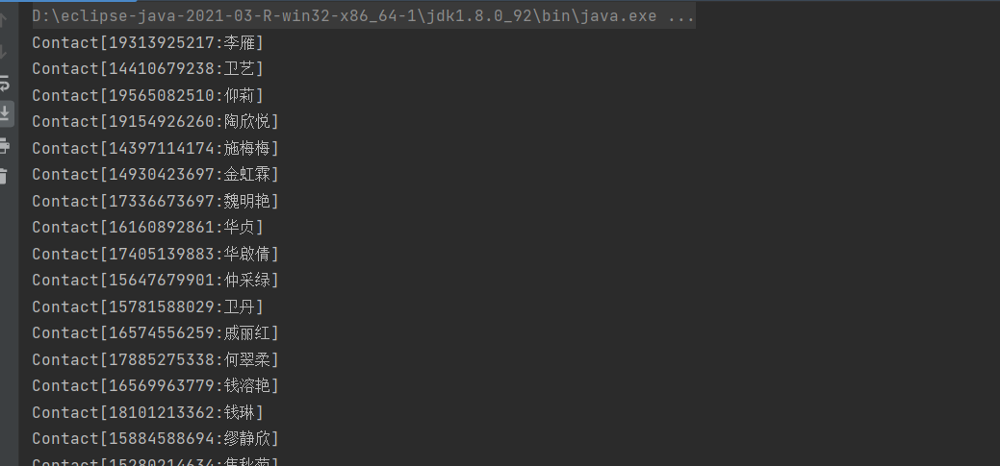 D:\eclipse-java-2021-03-R-win32-x86_64-1\jdk1.8.0_92\bin\java.exe ...
Contact[19313925217:李雁]
Contact[14410679238:卫艺]
Contact[19565082510:仰莉]
Contact[19154926260:陶欣悦]
Contact[14397114174:施梅梅]
Contact[14930423697:金虹霖]
Contact[17336673697:魏明艳]
Contact[16160892861:华贞]
Contact[17405139883:华啟倩]
Contact[15647679901:仲采绿]
Contact[15781588029:卫丹]
Contact[16574556259:戚丽红]
Contact[17885275338:何翠柔]
Contact[16569963779:钱溶艳]
Contact[18101213362:钱琳]
Contact[15884588694:缪静欣]